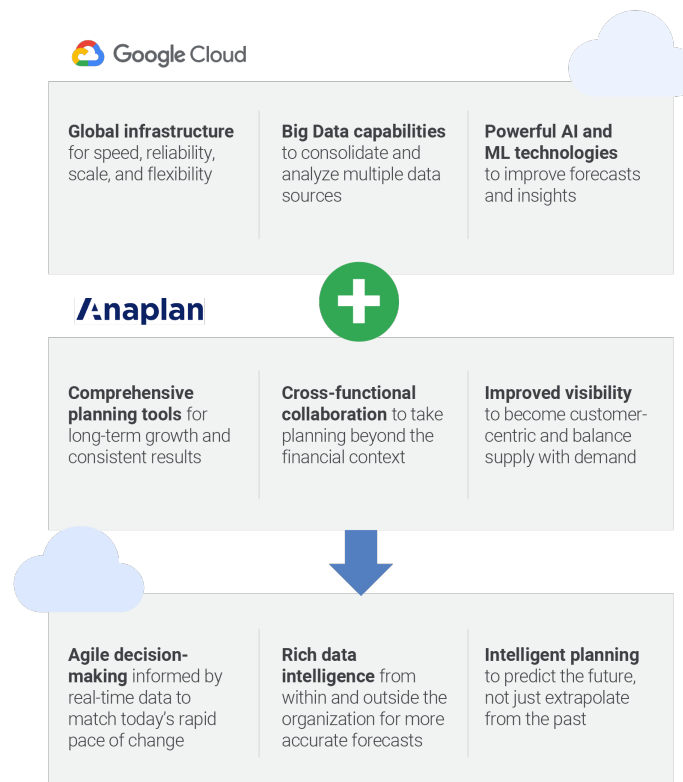 Google Cloud
Global infrastructure
for speed, reliability,
scale, and flexibility
Big Data capabilities
to consolidate and
analyze multiple data
sources
Powerful AI and
ML technologies
to improve forecasts
and insights
Anaplan
Comprehensive
planning tools for
long-term growth and
consistent results
Cross-functional
collaboration to take
planning beyond the
financial context
Improved visibility
to become customer-
centric and balance
supply with demand
Agile decision-
making informed by
real-time data to
match today’s rapid
pace of change
Rich data
intelligence from
within and outside the
organization for more
accurate forecasts
Intelligent planning
to predict the future,
not just extrapolate
from the past